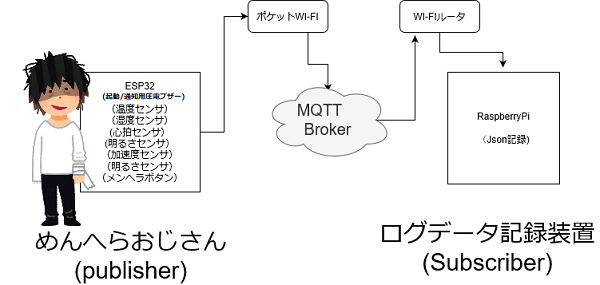 ポケットWI-FI
WI-FIルータ
ESP32
(起動/通知用圧電ブザー)
(温度センサ)
(湿度センサ)
(心拍センサ)
(明るさセンサ)
(加速度センサ)
(明るさセンサ)
(メンヘラボタン)
MQTT
Broker
RaspberryPi
(Json記録)
めんへらおじさん
(publisher)
ログデータ記録装置
(Subscriber)